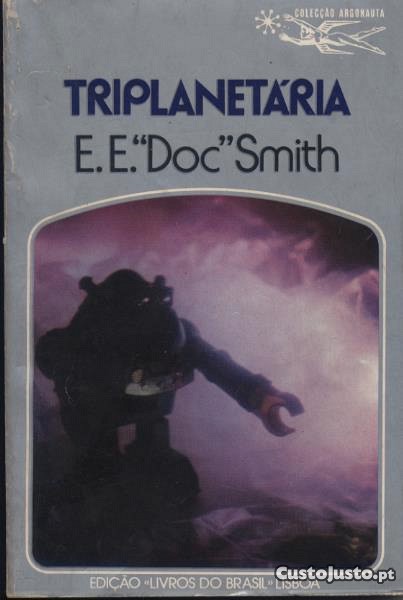 COLECÇÃO ARGONAUTA
TRIPLANETÁRIA
E. E. "Doc" Smith
EDIÇÃO «LIVROS DO BRASIL» LISBOA
CustoJusto.pt